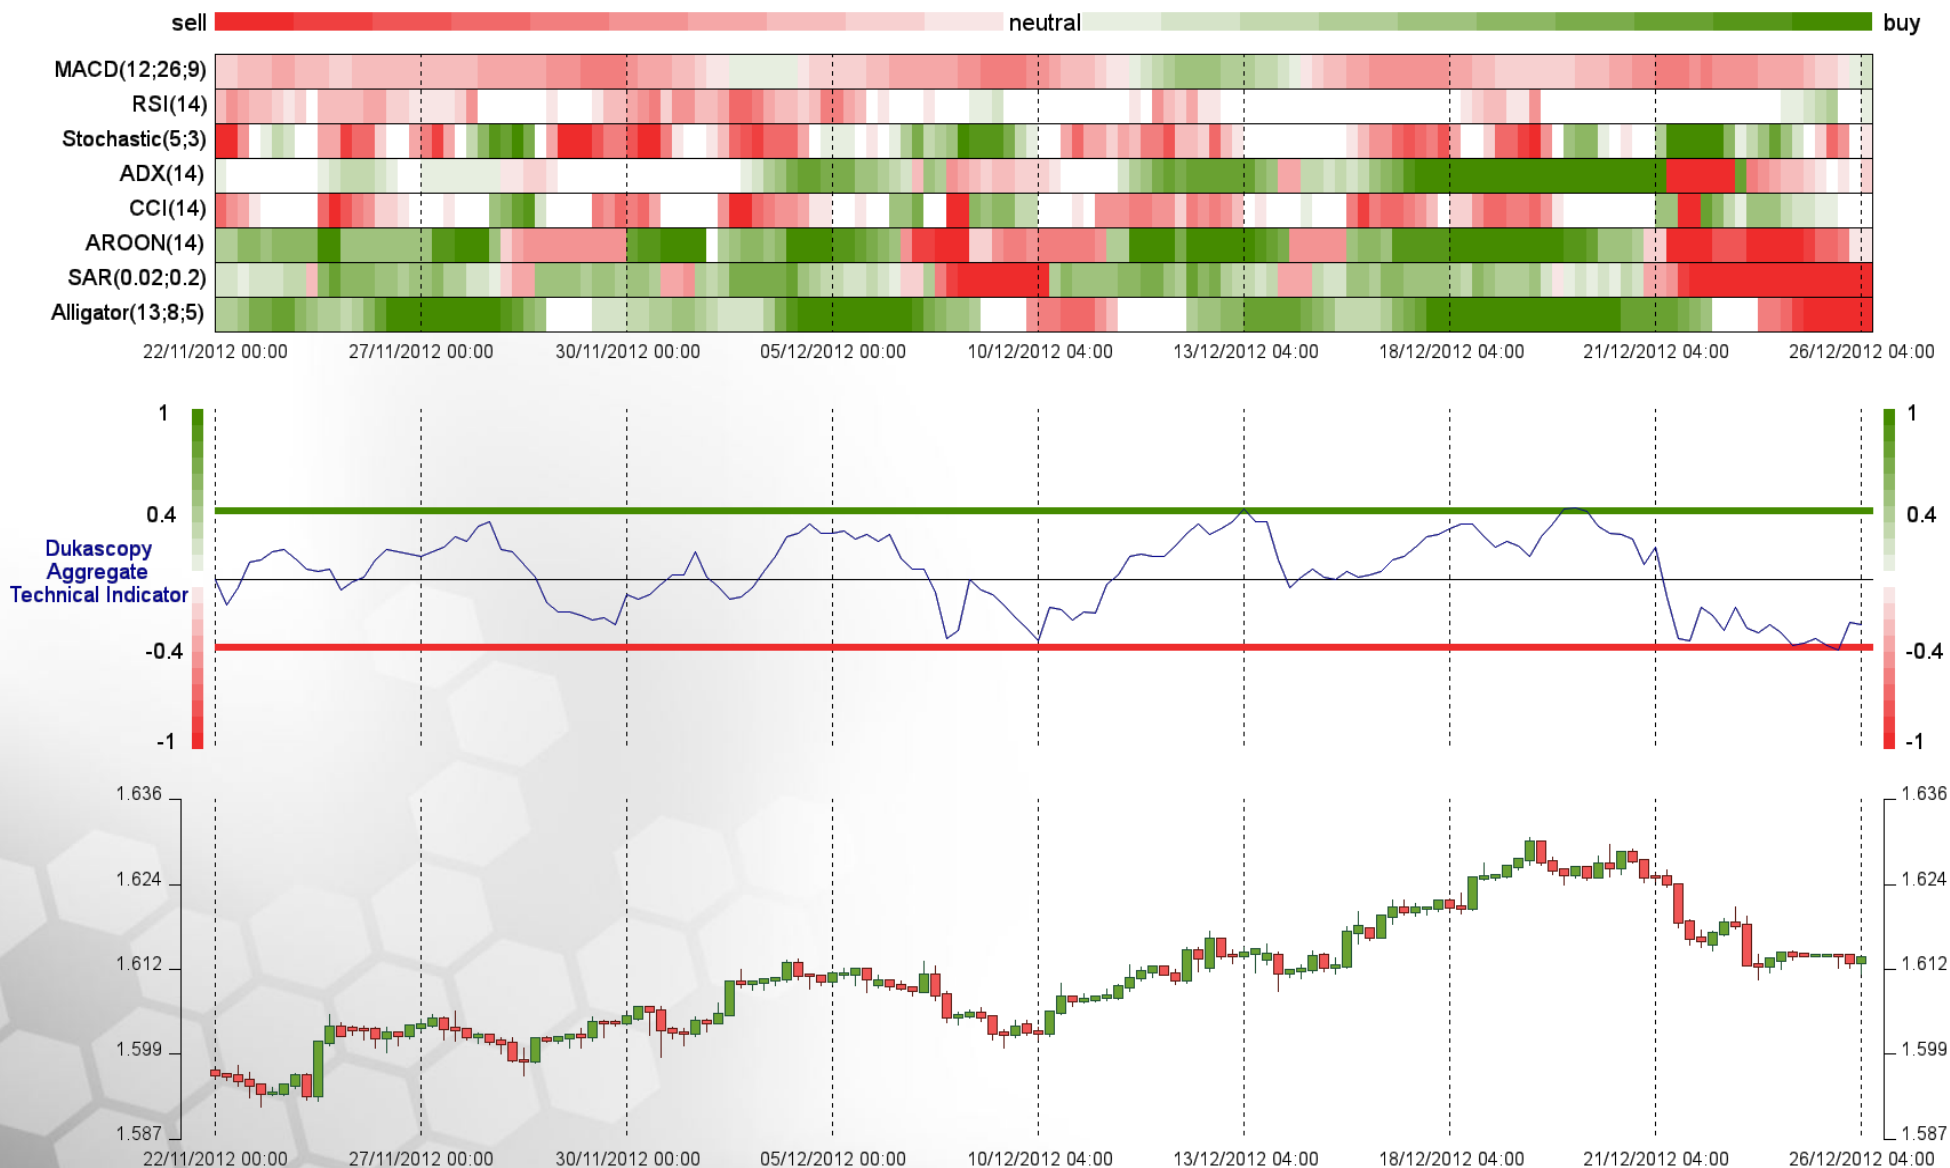 sell neutral buy
MACD(12;26;9)
RSI(14)
Stochastic(5;3)
ADX(14)
CCI(14)
AROON(14)
SAR(0.02;0.2)
Alligator(13;8;5)
22/11/2012 00:00 27/11/2012 00:00 30/11/2012 00:00 05/12/2012 00:00 10/12/2012 04:00 13/12/2012 04:00 18/12/2012 04:00 21/12/2012 04:00 26/12/2012 04:00
1 1
0.4 0.4
Dukascopy
Aggregate
Technical Indicator
-0.4 -0.4
-1 -1
1.636 1.636
1.624 1.624
1.612 1.612
1.599 1.599
1.587 1.587
22/11/2012 00:00 27/11/2012 00:00 30/11/2012 00:00 05/12/2012 00:00 10/12/2012 04:00 13/12/2012 04:00 18/12/2012 04:00 21/12/2012 04:00 26/12/2012 04:00